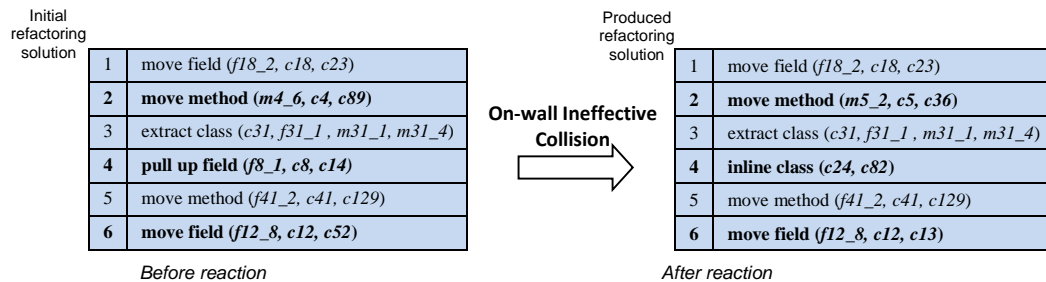 Initial
refactoring
solution
1 move field (f18_2, c18, c23)
2 move method (m4_6, c4, c89)
3 extract class (c31, f31_1 , m31_1, m31_4)
4 pull up field (f8_1, c8, c14)
5 move method (f41_2, c41, c129)
6 move field (f12_8, c12, c52)
Before reaction
On-wall Ineffective
Collision
Produced
refactoring
solution
1 move field (f18_2, c18, c23)
2 move method (m5_2, c5, c36)
3 extract class (c31, f31_1 , m31_1, m31_4)
4 inline class (c24, c82)
5 move method (f41_2, c41, c129)
6 move field (f12_8, c12, c13)
After reaction